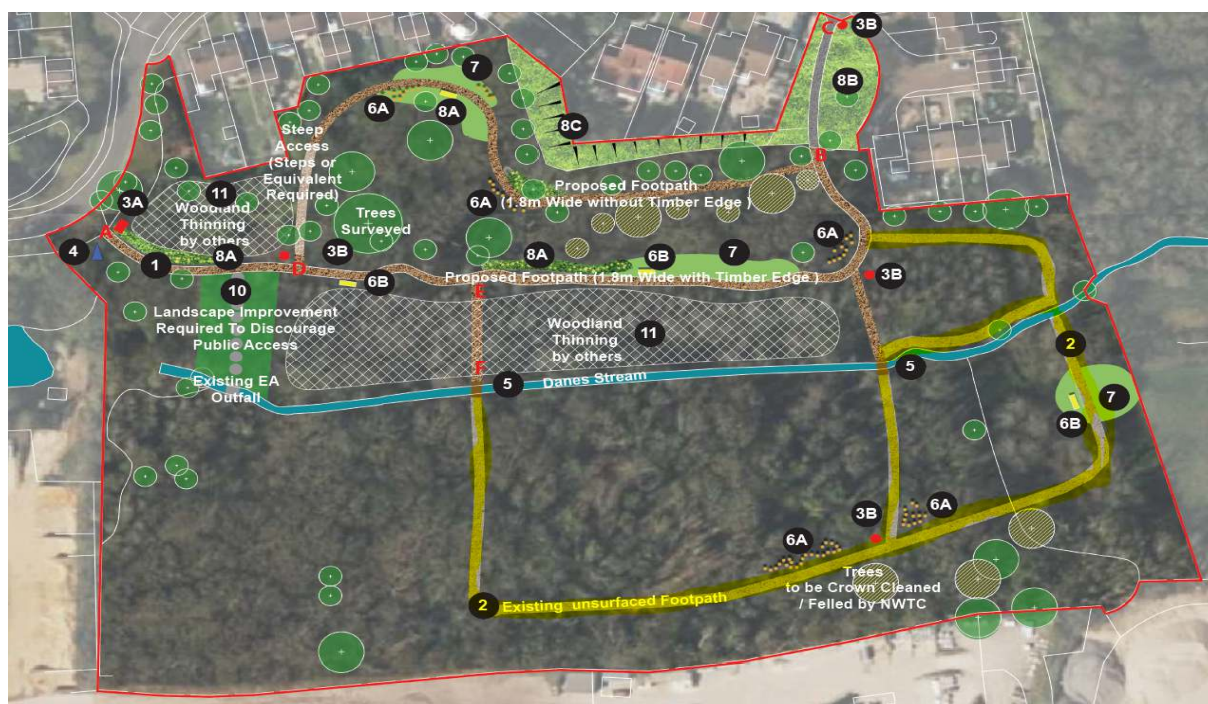 C
3B
7
8B
6A
8A
8C
Steep
Access
(Steps or
Equivalent
Required)
B
11
Woodland
Thinning
by others
3A
A
6A
Proposed Footpath
(1.8m Wide without Timber Edge )
Trees
Surveyed
4
1
8A
D
3B
6B
8A
6B
7
6A
3B
Proposed Footpath (1.8m Wide with Timber Edge )
10
E
Landscape Improvement
Required To Discourage
Public Access
Woodland
Thinning
by others
11
2
Existing EA
Outfall
F
5
Danes Stream
5
7
6B
3B
6A
6A
Trees
to be Crown Cleaned
/ Felled by NWTC
2
Existing unsurfaced Footpath